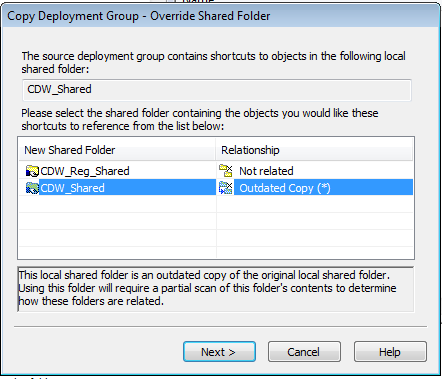 Copy Deployment Group - Override Shared Folder
The source deployment group contains shortcuts to objects in the following local
shared folder:
CDW_Shared
Please select the shared folder containing the objects you would like these
shortcuts to reference from the list below:
New Shared Folder Relationship
CDW_Reg_Shared Not related
CDW_Shared Outdated Copy (*)
This local shared folder is an outdated copy of the original local shared folder.
Using this folder will require a partial scan of this folder's contents to determine
how these folders are related.
Next > Cancel Help